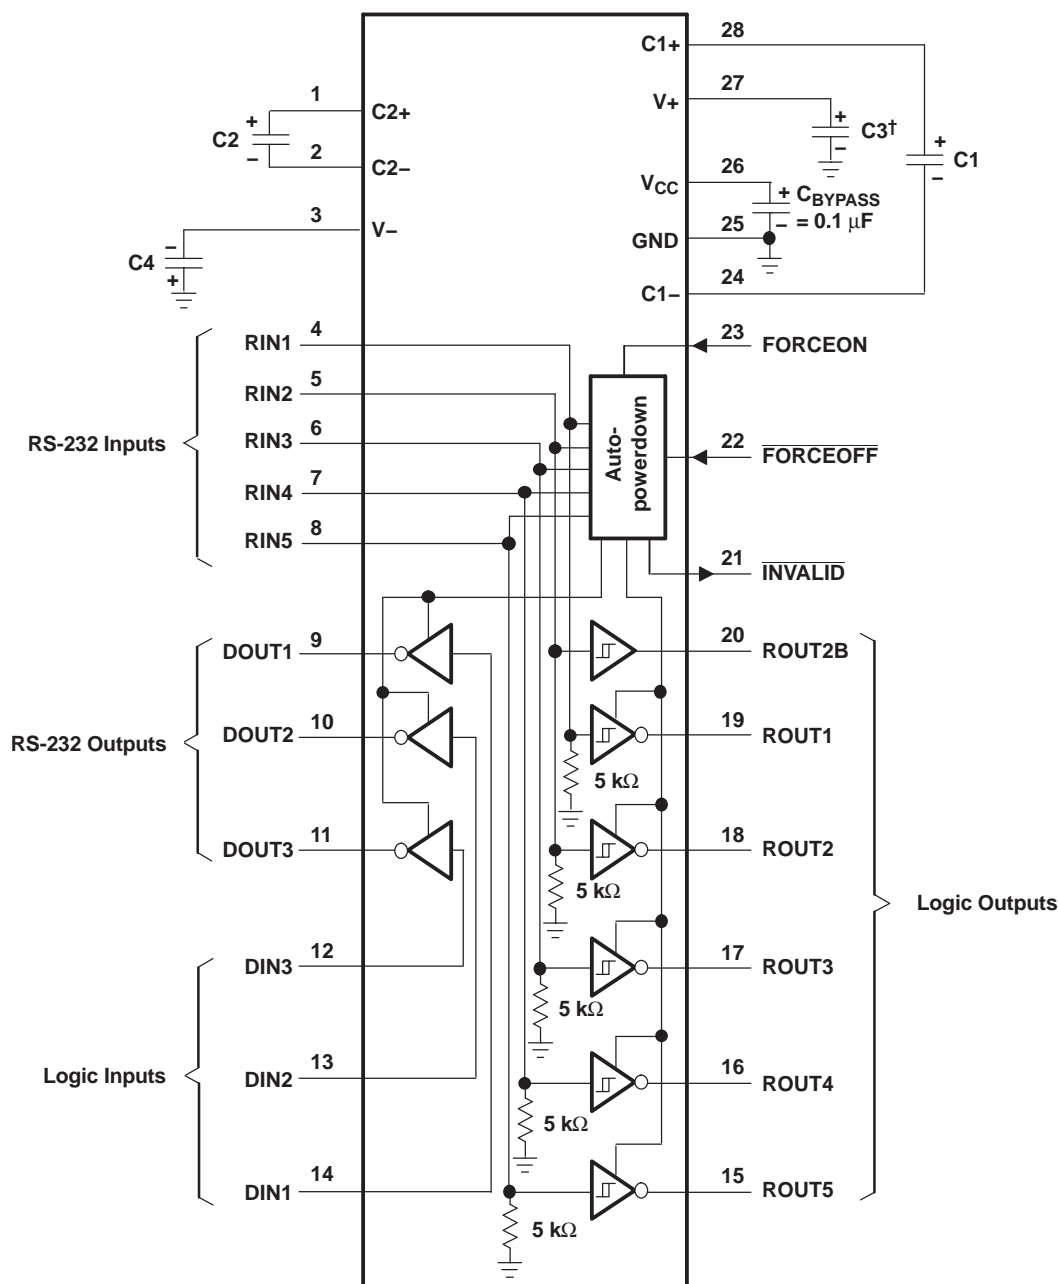 28
C1+
27
V+
1
C2+
C3†
+
−
C2
+
−
C1
+
−
2
C2−
26
VCC
+ CBYPASS
− = 0.1 μF
3
V−
25
GND
−
C4
+
24
C1−
4
RIN1
23
FORCEON
5
RIN2
6
RIN3
RS-232 Inputs
Auto-
powerdown
22
FORCEOFF
7
RIN4
8
RIN5
21
INVALID
9
DOUT1
20
ROUT2B
10
DOUT2
RS-232 Outputs
19
ROUT1
5 kΩ
11
DOUT3
18
ROUT2
5 kΩ
Logic Outputs
12
DIN3
17
ROUT3
5 kΩ
13
DIN2
Logic Inputs
16
ROUT4
5 kΩ
14
DIN1
15
ROUT5
5 kΩ